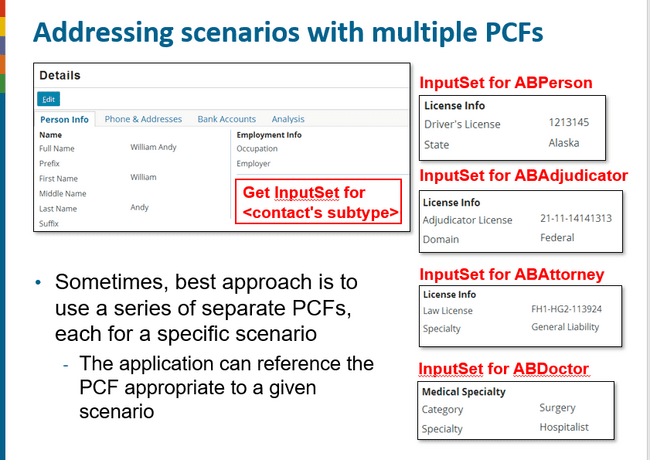 Addressing scenarios with multiple PCFs
Details
Edit
Person Info Phone & Addresses Bank Accounts Analysis
Name
Full Name William Andy
Prefix
First Name William
Middle Name
Last Name Andy
Suffix
Employment Info
Occupation
Employer
Get InputSet for
<contact's subtype>
• Sometimes, best approach is to
use a series of separate PCFs,
each for a specific scenario
- The application can reference the
PCF appropriate to a given
scenario
InputSet for ABPerson
License Info
Driver's License 1213145
State Alaska
InputSet for ABAdjudicator
License Info
Adjudicator License 21-11-14141313
Domain Federal
InputSet for ABAttorney
License Info
Law License FH1-HG2-113924
Specialty General Liability
InputSet for ABDoctor
Medical Specialty
Category Surgery
Specialty Hospitalist